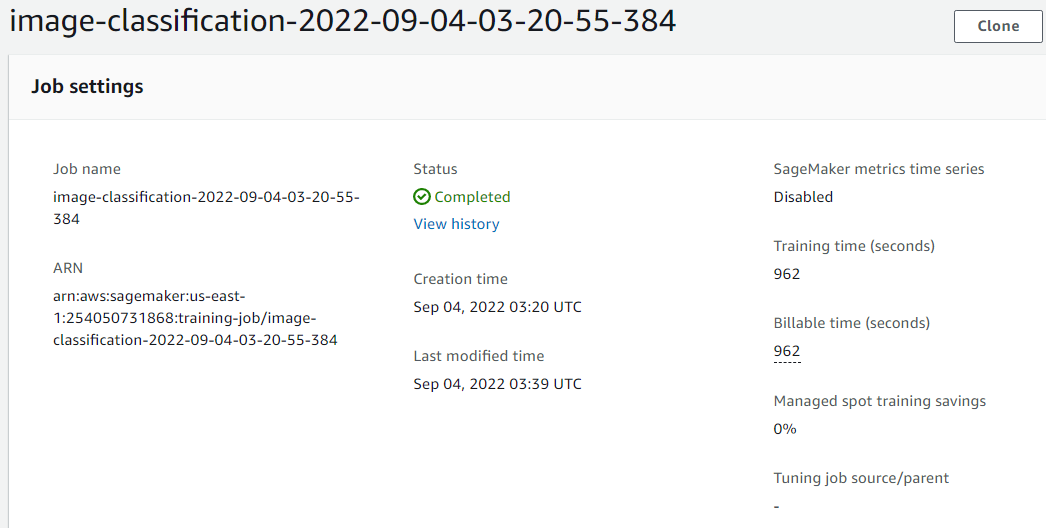 image-classification-2022-09-04-03-20-55-384
Clone
Job settings
Job name
image-classification-2022-09-04-03-20-55-
384
ARN
arn:aws:sagemaker:us-east-
1:254050731868:training-job/image-
classification-2022-09-04-03-20-55-384
Status
Completed
View history
Creation time
Sep 04, 2022 03:20 UTC
Last modified time
Sep 04, 2022 03:39 UTC
SageMaker metrics time series
Disabled
Training time (seconds)
962
Billable time (seconds)
962
Managed spot training savings
0%
Tuning job source/parent
-